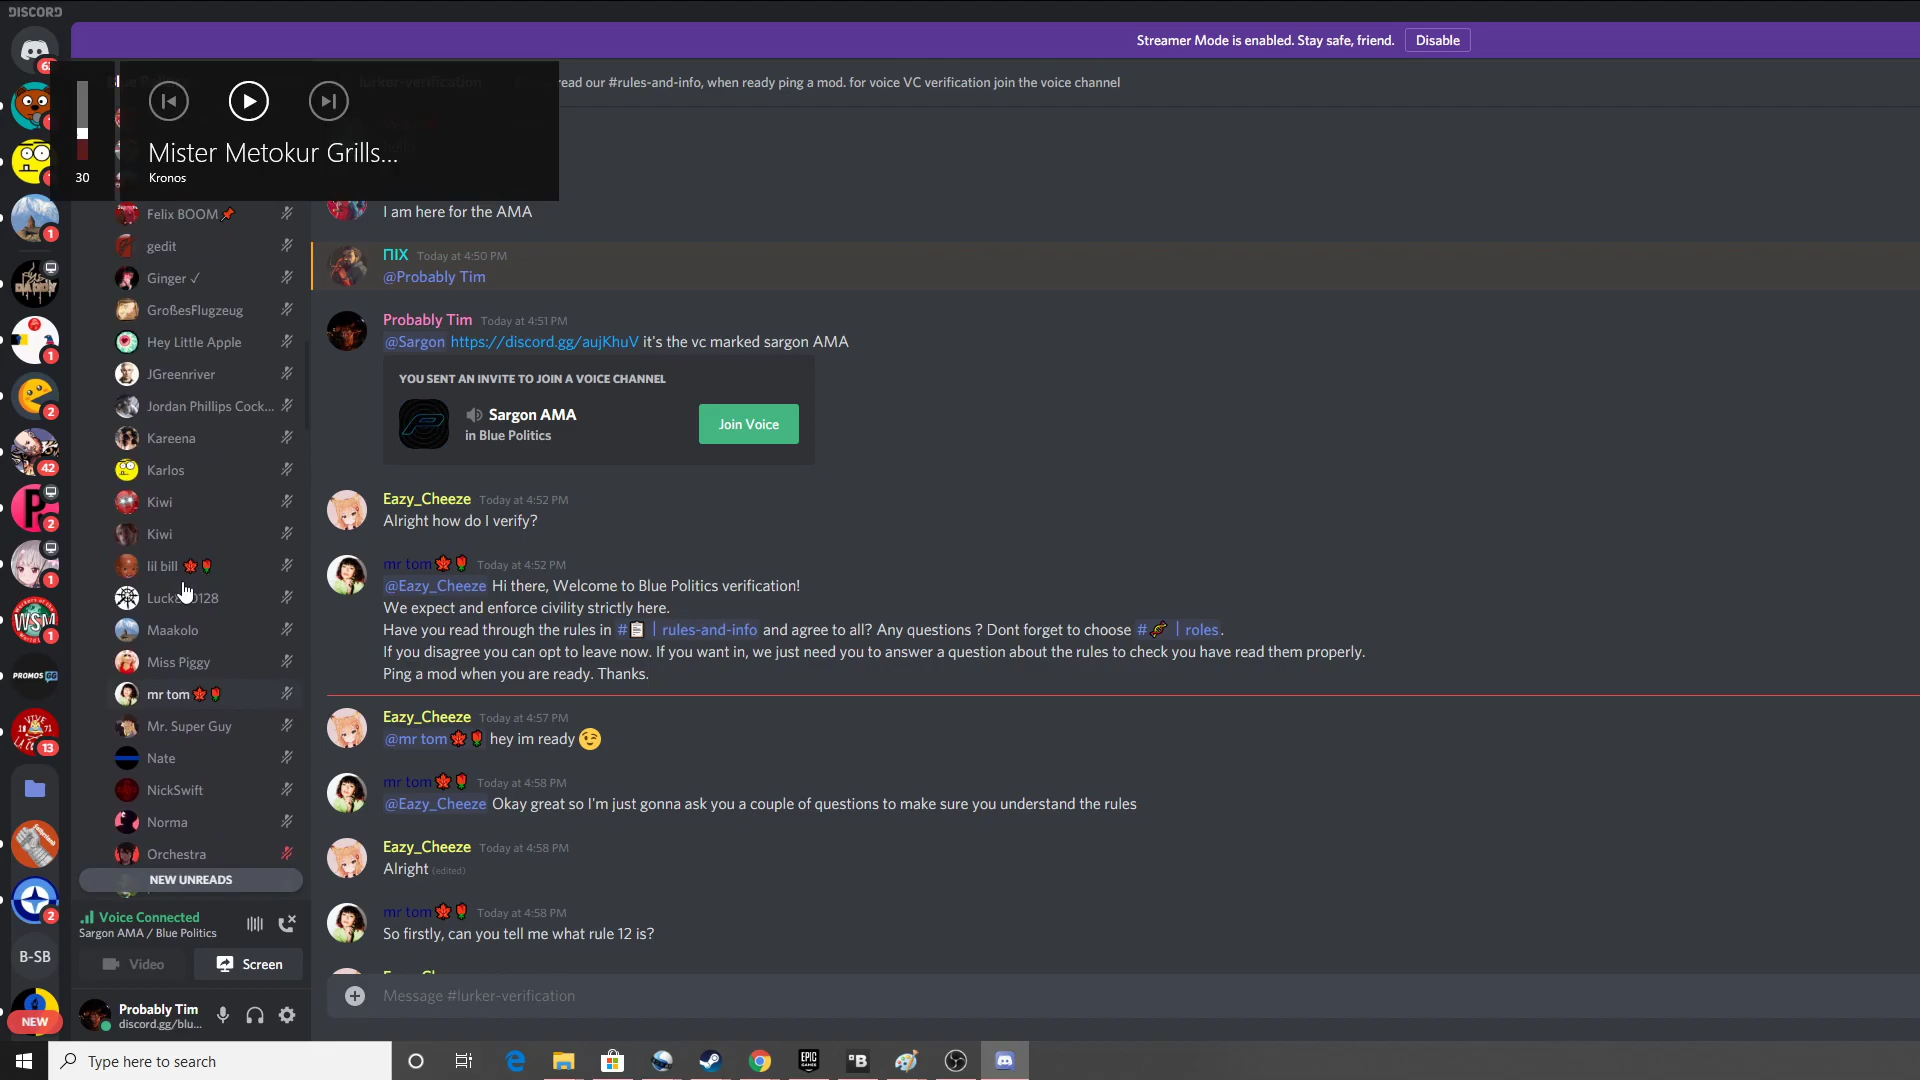 DISCORD
Streamer Mode is enabled. Stay safe, friend.
Disable
lurker-verification
read our #rules-and-info, when ready ping a mod. for voice VC verification join the voice channel
Mister Metokur Grills...
30
Kronos
Felix BOOM📌
gedit
Ginger ✓
GroßesFlugzeug
Hey Little Apple
JGreenriver
Jordan Phillips Cock...
Kareena
Karlos
Kiwi
Kiwi
lil bill 🍁🌹
Maakolo
Miss Piggy
mr tom 🍁🌹
Mr. Super Guy
Nate
NickSwift
Norma
Orchestra
NEW UNREADS
Voice Connected
Sargon AMA / Blue Politics
Video
Screen
Probably Tim
discord.gg/blu...
I am here for the AMA
ПIX Today at 4:50 PM
@Probably Tim
Probably Tim Today at 4:51 PM
@Sargon https://discord.gg/aujKhuV it's the vc marked sargon AMA
YOU SENT AN INVITE TO JOIN A VOICE CHANNEL
Sargon AMA
in Blue Politics
Join Voice
Eazy_Cheeze Today at 4:52 PM
Alright how do I verify?
mr tom🍁🌹 Today at 4:52 PM
@Eazy_Cheeze Hi there, Welcome to Blue Politics verification!
We expect and enforce civility strictly here.
Have you read through the rules in #📋 | rules-and-info and agree to all? Any questions ? Dont forget to choose #🍬 | roles.
If you disagree you can opt to leave now. If you want in, we just need you to answer a question about the rules to check you have read them properly.
Ping a mod when you are ready. Thanks.
Eazy_Cheeze Today at 4:57 PM
@mr tom🍁🌹 hey im ready 😉
mr tom🍁🌹 Today at 4:58 PM
@Eazy_Cheeze Okay great so I'm just gonna ask you a couple of questions to make sure you understand the rules
Eazy_Cheeze Today at 4:58 PM
Alright (edited)
mr tom🍁🌹 Today at 4:58 PM
So firstly, can you tell me what rule 12 is?
Message #lurker-verification
1
1
2
42
2
1
WSM
1
PROMOS GG
13
2
B-SB
NEW
Type here to search
EPIC GAMES
B